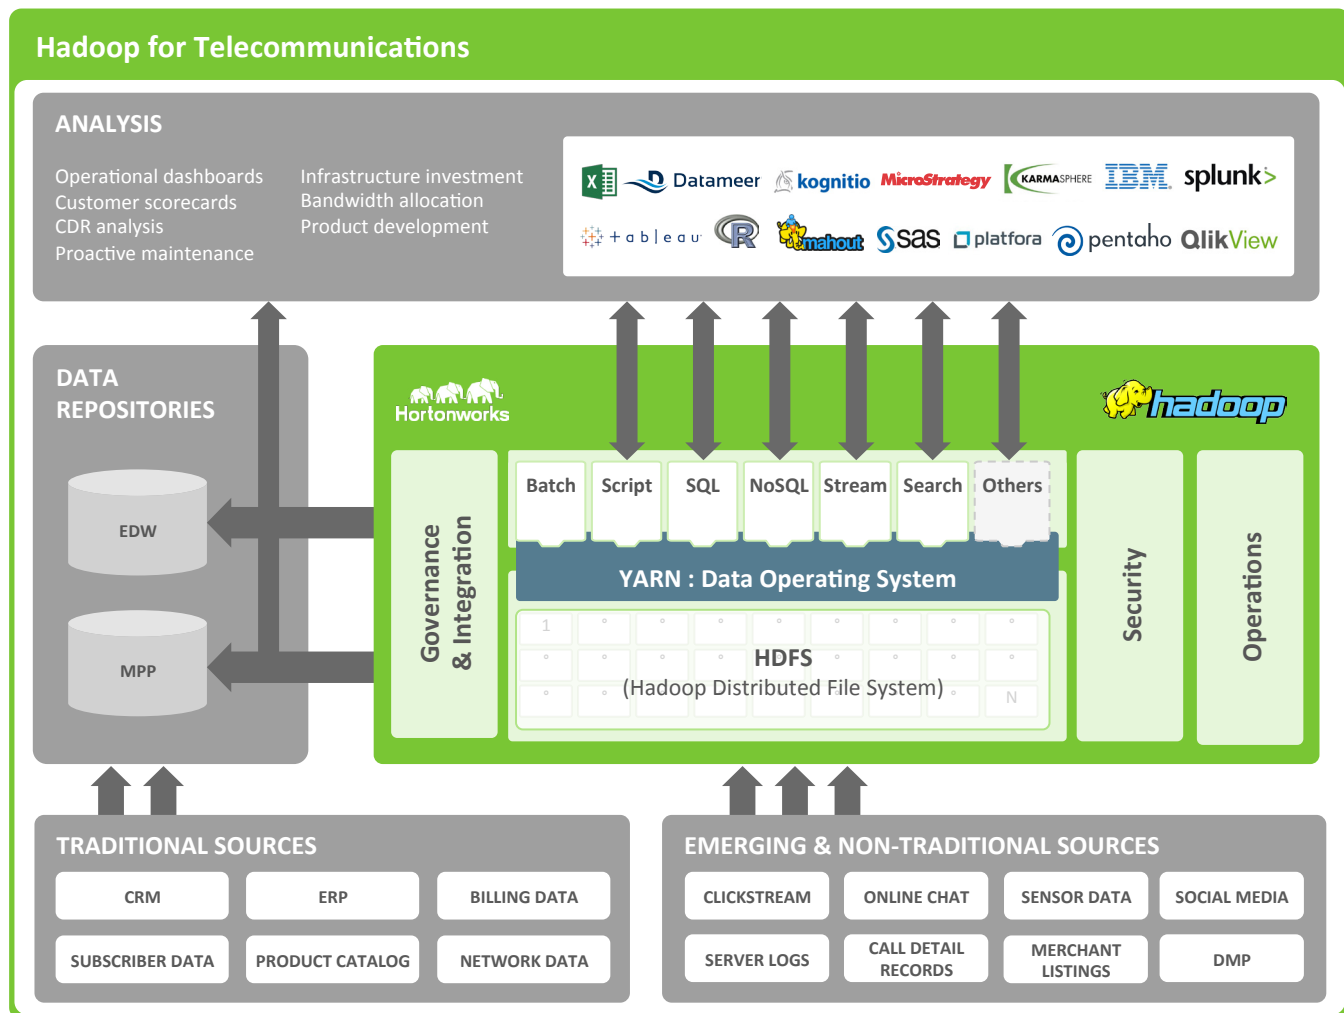 Hadoop for Telecommunications
ANALYSIS
Operational dashboards
Customer scorecards
CDR analysis
Proactive maintenance
Infrastructure investment
Bandwidth allocation
Product development
Datameer
kognitio
MicroStrategy
KARMASPHERE
IBM
splunk>
+ a b | e a u
R
mahout
sas
platfora
pentaho
QlikView
DATA
REPOSITORIES
EDW
MPP
Hortonworks
hadoop
Governance
& Integration
Batch
Script
SQL
NoSQL
Stream
Search
Others
YARN : Data Operating System
1
HDFS
(Hadoop Distributed File System)
N
Security
Operations
TRADITIONAL SOURCES
CRM
ERP
BILLING DATA
SUBSCRIBER DATA
PRODUCT CATALOG
NETWORK DATA
EMERGING & NON-TRADITIONAL SOURCES
CLICKSTREAM
ONLINE CHAT
SENSOR DATA
SOCIAL MEDIA
SERVER LOGS
CALL DETAIL
RECORDS
MERCHANT
LISTINGS
DMP